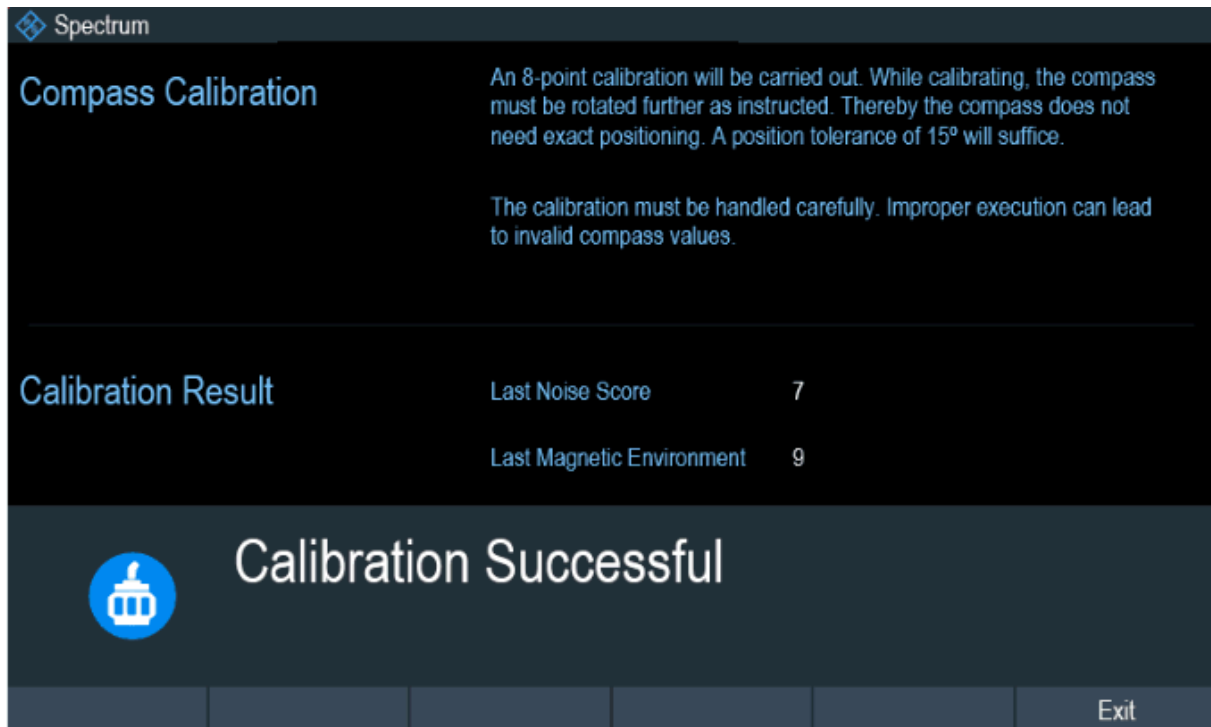 Spectrum
Compass Calibration
An 8-point calibration will be carried out. While calibrating, the compass
must be rotated further as instructed. Thereby the compass does not
need exact positioning. A position tolerance of 15º will suffice.
The calibration must be handled carefully. Improper execution can lead
to invalid compass values.
Calibration Result
Last Noise Score 7
Last Magnetic Environment 9
Calibration Successful
Exit